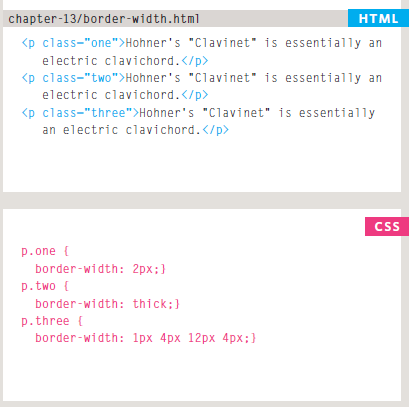 chapter-13/border-width.html
HTML
<p class="one">Hohner's "Clavinet" is essentially an
electric clavichord.</p>
<p class="two">Hohner's "Clavinet" is essentially an
electric clavichord.</p>
<p class="three">Hohner's "Clavinet" is essentially
an electric clavichord.</p>
CSS
p.one {
border-width: 2px;}
p.two {
border-width: thick;}
p.three {
border-width: 1px 4px 12px 4px;}